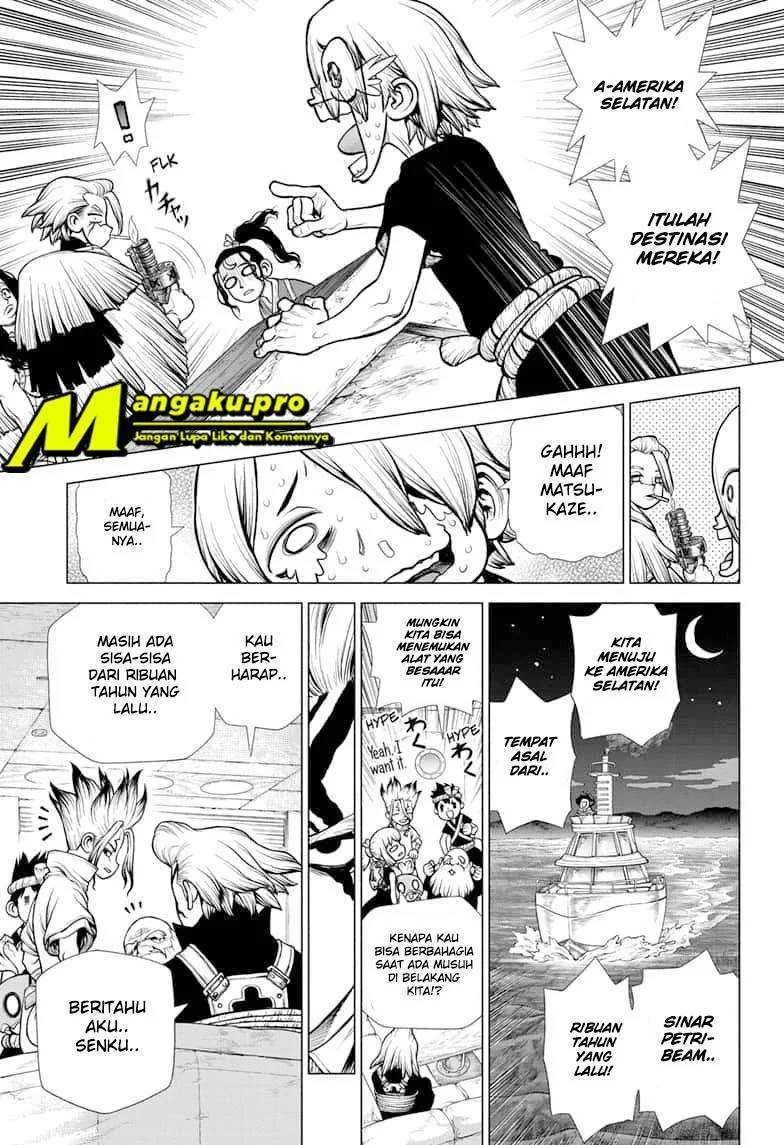 A-AMERIKA
SELATAN!
ITULAH
DESTINASI
MEREKA!
!
FLK
カチャッ
Mangaku.pro
Jangan Lupa Like dan Komennya
GAHHH!
MAAF
MATSU-
KAZE..
MAAF,
SEMUA-
NYA..
KITA
MENUJU
KE AMERIKA
SELATAN!
TEMPAT
ASAL
DARI..
SINAR
PETRI-
BEAM..
RIBUAN
TAHUN
YANG
LALU!
MUNGKIN
KITA BISA
MENEMUKAN
ALAT YANG
BESAAAR
ITU!
HYPE
わく
HYPE
わく
Yeah, I
want it.
KENAPA KAU
BISA BERBAHAGIA
SAAT ADA MUSUH
DI BELAKANG
KITA!?
KAU
BER-
HARAP..
MASIH ADA
SISA-SISA
DARI RIBUAN
TAHUN YANG
LALU..
BERITAHU
AKU..
SENKU..